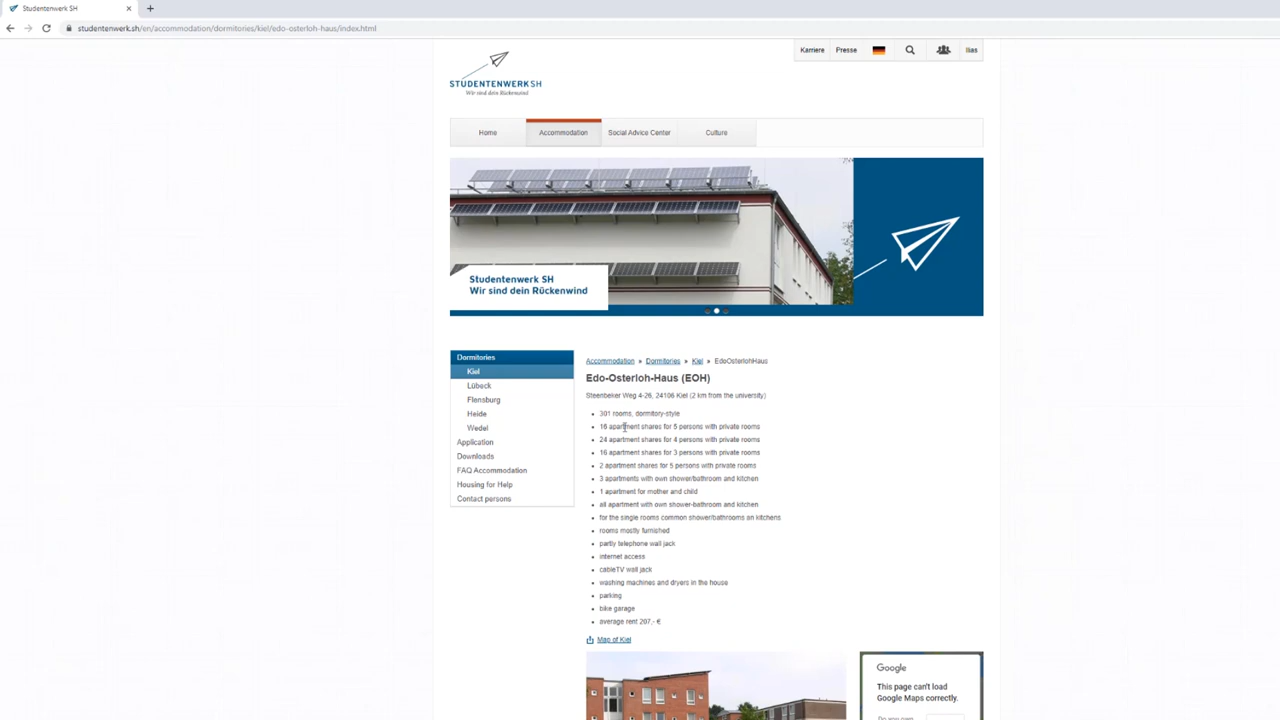 Studentenwerk SH
studentenwerk.sh/en/accommodation/dormitories/kiel/edo-osterloh-haus/index.html
Karriere Presse Ilias
STUDENTENWERK SH
Wir sind dein Rückenwind
Home Accommodation Social Advice Center Culture
Studentenwerk SH
Wir sind dein Rückenwind
Dormitories
Kiel
Lübeck
Flensburg
Heide
Wedel
Application
Downloads
FAQ Accommodation
Housing for Help
Contact persons
Accommodation » Dormitories » Kiel » EdoOsterlohHaus
Edo-Osterloh-Haus (EOH)
Steenbeker Weg 4-26, 24106 Kiel (2 km from the university)
301 rooms, dormitory-style
16 apartment shares for 5 persons with private rooms
24 apartment shares for 4 persons with private rooms
16 apartment shares for 3 persons with private rooms
2 apartment shares for 5 persons with private rooms
3 apartments with own shower/bathroom and kitchen
1 apartment for mother and child
all apartment with own shower-bathroom and kitchen
for the single rooms common shower/bathrooms an kitchens
rooms mostly furnished
partly telephone wall jack
internet access
cableTV wall jack
washing machines and dryers in the house
parking
bike garage
average rent 207,- €
Map of Kiel
Google
This page can't load
Google Maps correctly.